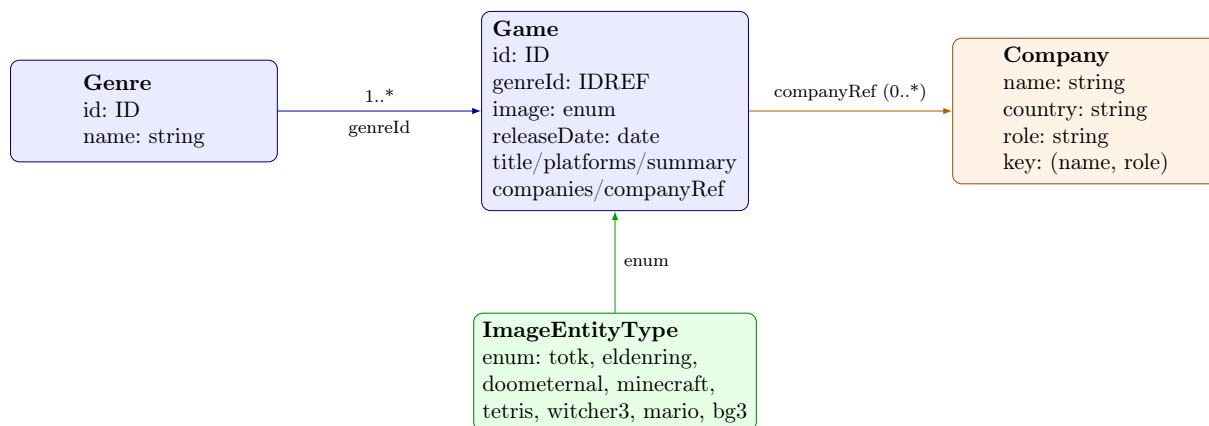 Genre
id: ID
name: string
1..*
genreId
Game
id: ID
genreId: IDREF
image: enum
releaseDate: date
title/platforms/summary
companies/companyRef
companyRef (0..*)
Company
name: string
country: string
role: string
key: (name, role)
enum
ImageEntityType
enum: totk, eldenring,
doometernal, minecraft,
tetris, witcher3, mario, bg3